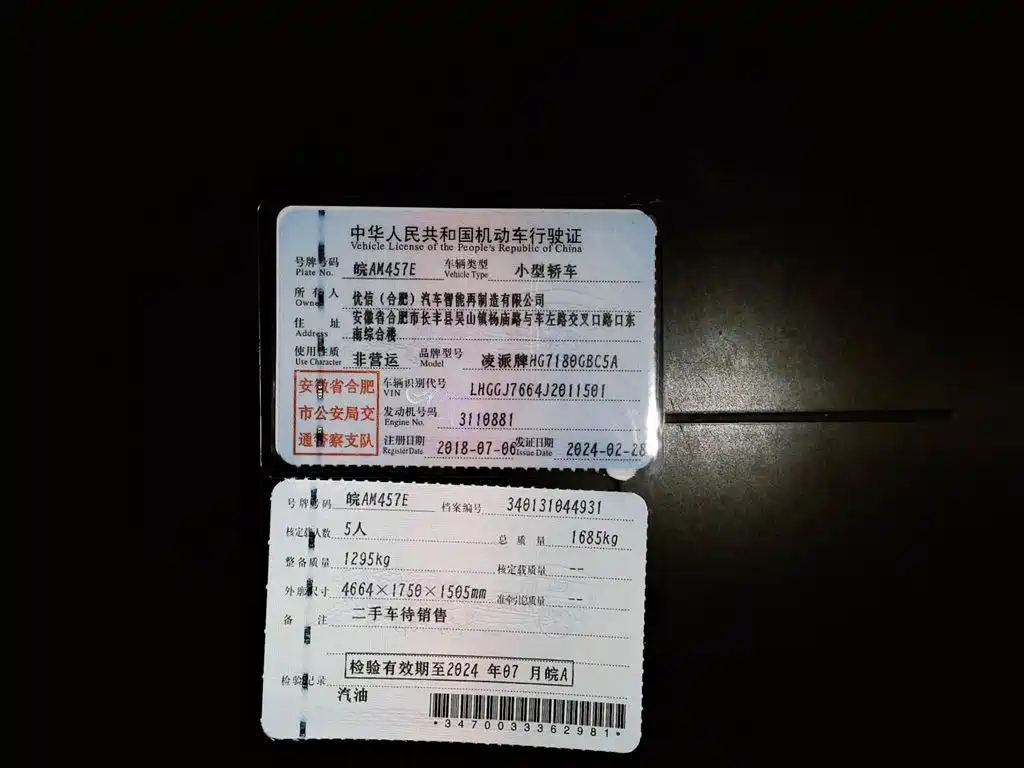 中华人民共和国机动车行驶证
Vehicle License of the People's Republic of China
号牌号码 Plate No. 皖AM457E 车辆类型 Vehicle Type 小型轿车
所有人 Owner 优信（合肥）汽车智能再制造有限公司
住址 Address 安徽省合肥市长丰县吴山镇杨庙路与车左路交叉口路口东
南综合楼
使用性质 Use Character 非营运 品牌型号 Model 凌派牌HG7180GBC5A
安徽省合肥
市公安局交
通警察支队
车辆识别代号 VIN LHGGJ7664J2011501
发动机号码 Engine No. 3110881
注册日期 Register Date 2018-07-06 发证日期 Issue Date 2024-02-28
号牌号码 皖AM457E 档案编号 340131044931
核定载人数 5人 总质量 1685kg
整备质量 1295kg 核定载质量 --
外廓尺寸 4664×1750×1505mm 准牵引总质量 --
备注 二手车待销售
检验记录 检验有效期至2024 年07 月皖A
汽油
*3470033362981*